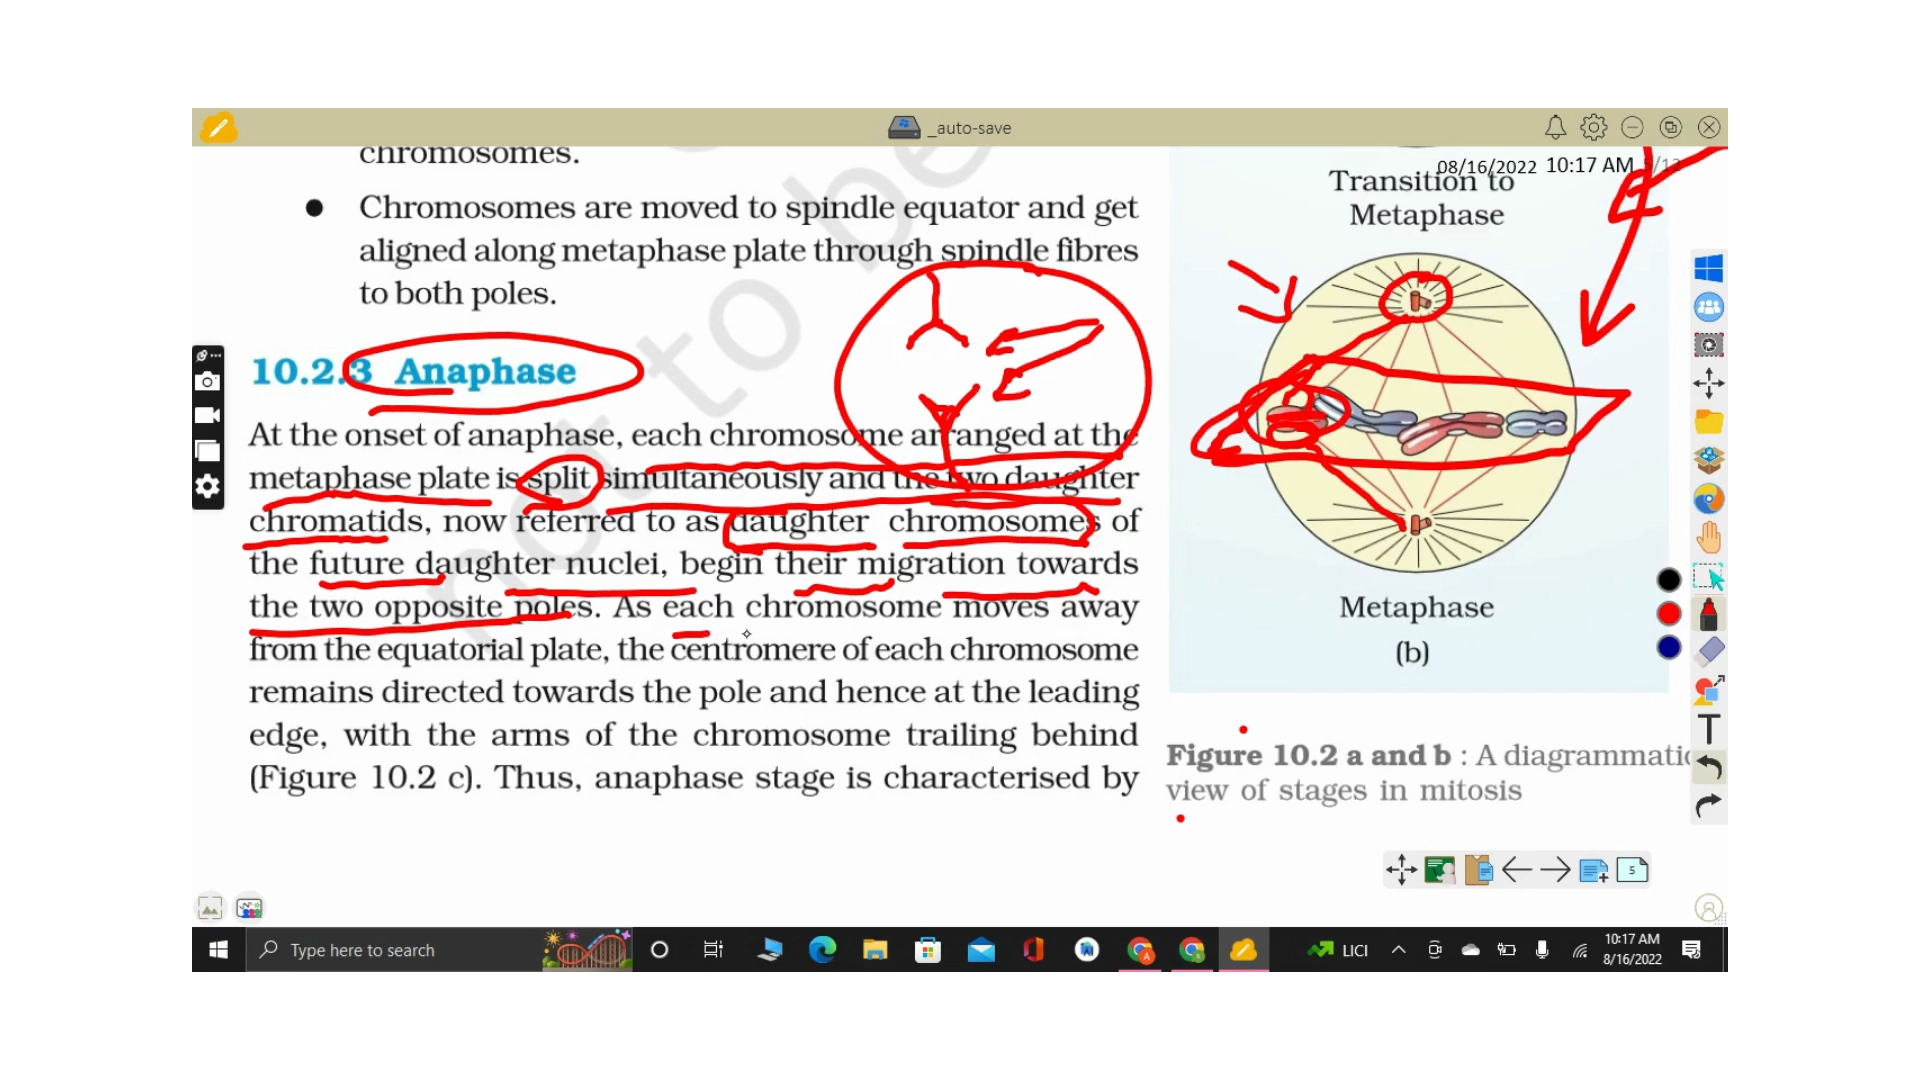 _auto-save
08/16/2022 10:17 AM
chromosomes.
● Chromosomes are moved to spindle equator and get
aligned along metaphase plate through spindle fibres
to both poles.
10.2.3 Anaphase
At the onset of anaphase, each chromosome arranged at the
metaphase plate is split simultaneously and the two daughter
chromatids, now referred to as daughter chromosomes of
the future daughter nuclei, begin their migration towards
the two opposite poles. As each chromosome moves away
from the equatorial plate, the centromere of each chromosome
remains directed towards the pole and hence at the leading
edge, with the arms of the chromosome trailing behind
(Figure 10.2 c). Thus, anaphase stage is characterised by
Transition to
Metaphase
Metaphase
(b)
Figure 10.2 a and b : A diagrammatic
view of stages in mitosis
not to be
T
5
Type here to search
LICI
10:17 AM
8/16/2022